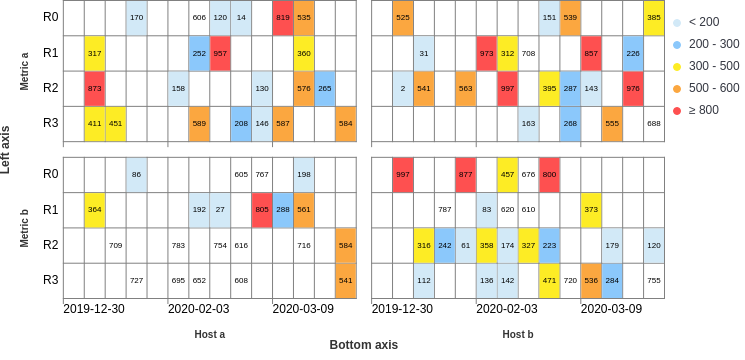 R0 170 606 120 14 819 535 525 151 539 385
R1 317 252 957 360 31 973 312 708 857 226
R2 873 158 130 576 265 2 541 563 997 395 287 143 976
R3 411 451 589 208 146 587 584 163 268 555 688
Metric a
R0 86 605 767 198 997 877 457 676 800
R1 364 192 27 805 288 561 787 83 620 610 373
R2 709 783 754 616 716 584 316 242 61 358 174 327 223 179 120
R3 727 695 652 608 541 112 136 142 471 720 536 284 755
Metric b
Left axis
2019-12-30 2020-02-03 2020-03-09 2019-12-30 2020-02-03 2020-03-09
Host a Host b
Bottom axis
< 200
200 - 300
300 - 500
500 - 600
≥ 800